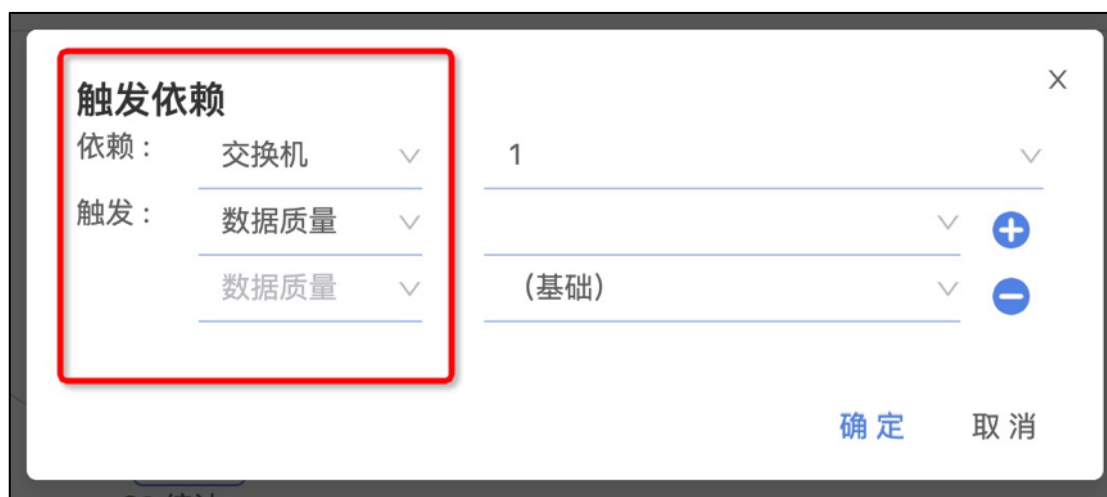 触发依赖
依赖： 交换机 1
触发： 数据质量
数据质量 （基础）
确 定 取 消